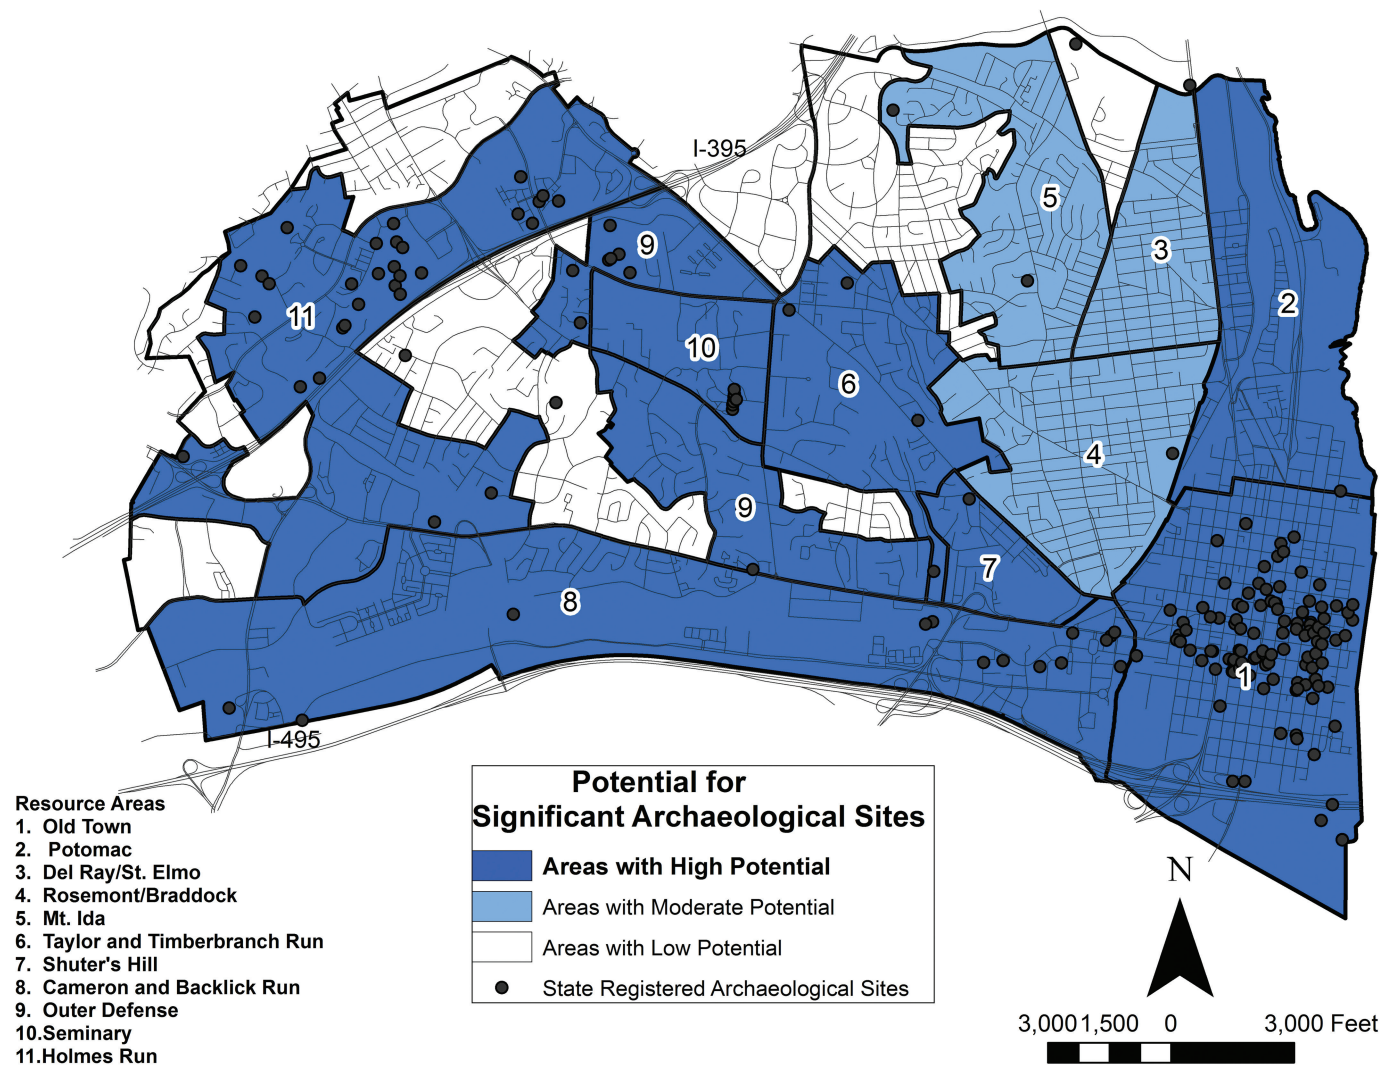 I-395
5
9
3
2
11
10
6
4
9
7
8
1
I-495
Resource Areas
1. Old Town
2. Potomac
3. Del Ray/St. Elmo
4. Rosemont/Braddock
5. Mt. Ida
6. Taylor and Timberbranch Run
7. Shuter's Hill
8. Cameron and Backlick Run
9. Outer Defense
10.Seminary
11.Holmes Run
Potential for
Significant Archaeological Sites
Areas with High Potential
Areas with Moderate Potential
Areas with Low Potential
State Registered Archaeological Sites
N
3,000 1,500 0 3,000 Feet